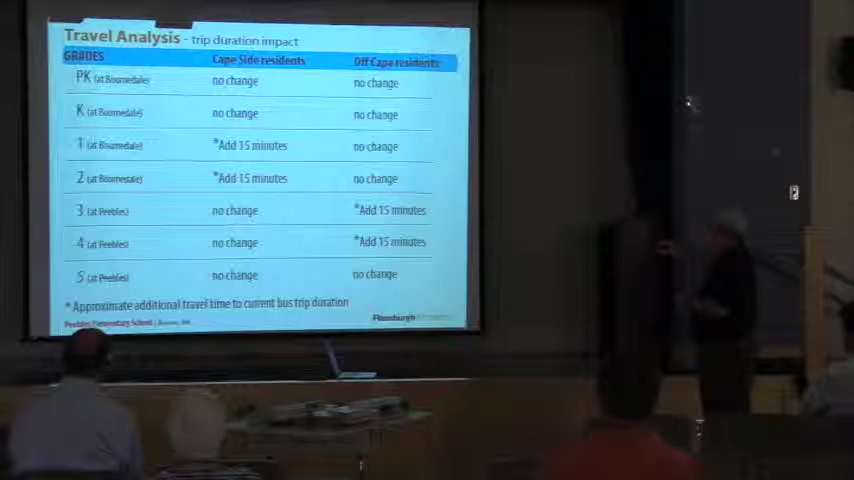 Travel Analysis - trip duration impact
GRADES Cape Side residents Off Cape residents
PK (at Bournedale) no change no change
K (at Bournedale) no change no change
1 (at Bournedale) *Add 15 minutes no change
2 (at Bournedale) *Add 15 minutes no change
3 (at Peebles) no change *Add 15 minutes
4 (at Peebles) no change *Add 15 minutes
5 (at Peebles) no change no change
* Approximate additional travel time to current bus trip duration
Peebles Elementary School | Bourne, MA Flansburgh